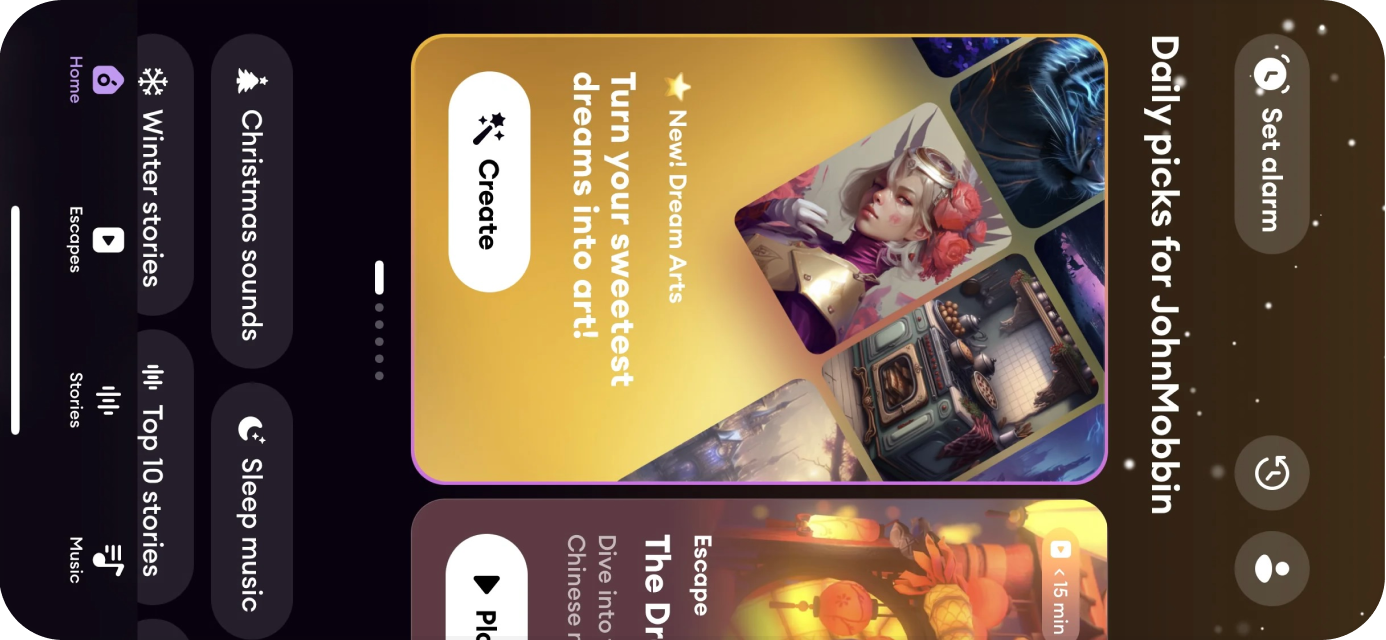 Set alarm
Daily picks for JohnMobbin
New! Dream Arts
Turn your sweetest
dreams into art!
Create
< 15 min
Escape
The Dr
Dive into
Chinese
Christmas sounds
Sleep music
Winter stories
Top 10 stories
Home
Escapes
Stories
Music